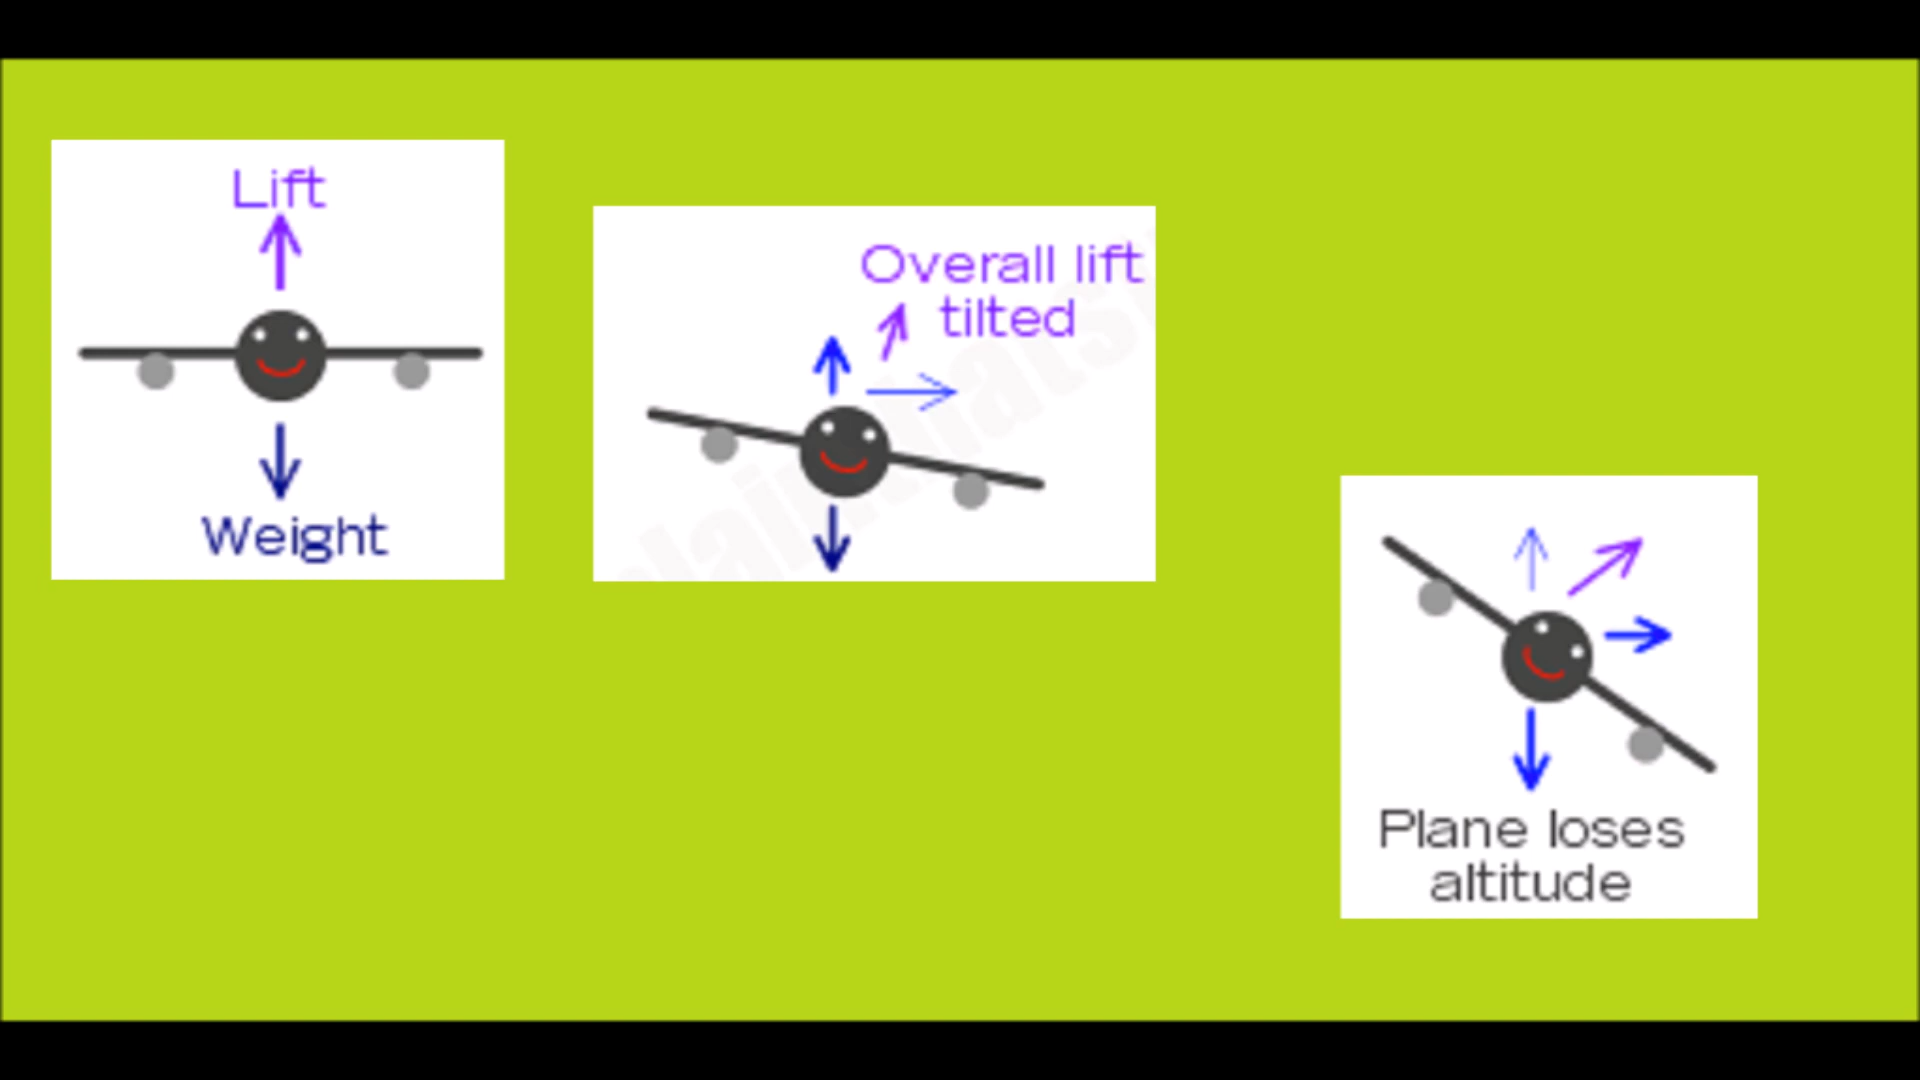 Lift
Weight
Overall lift
tilted
Plane loses
altitude